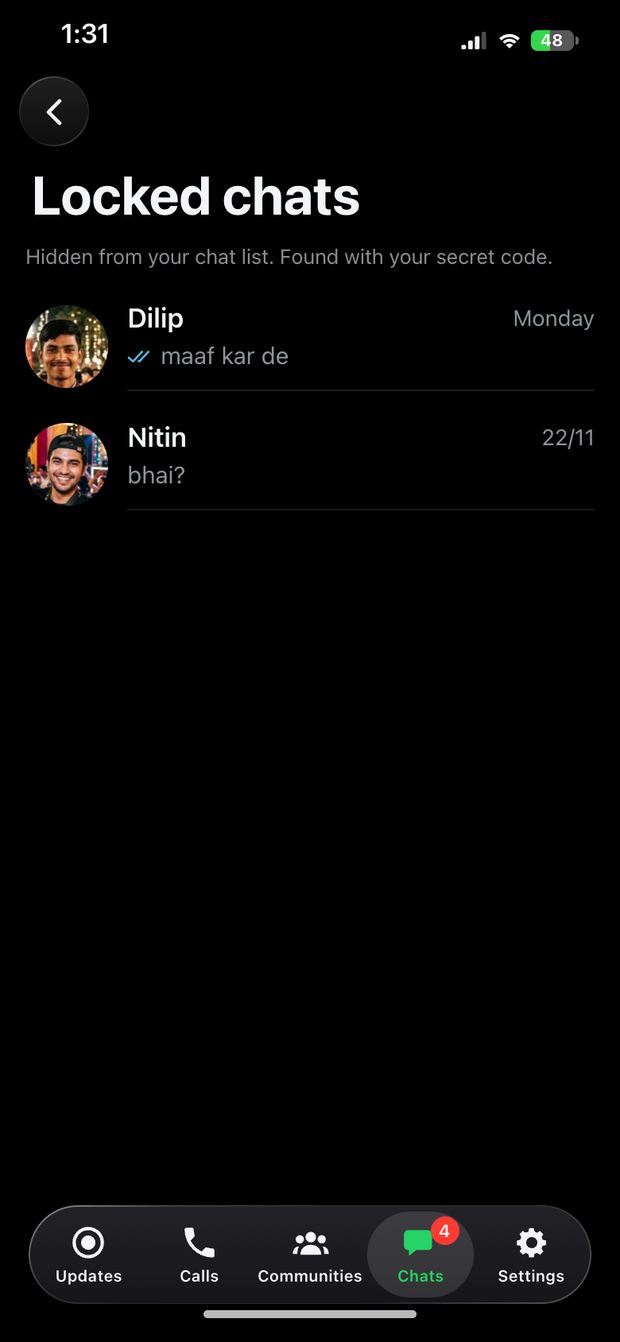 1:31
48
Locked chats
Hidden from your chat list. Found with your secret code.
Dilip
Monday
maaf kar de
Nitin
22/11
bhai?
4
Updates
Calls
Communities
Chats
Settings